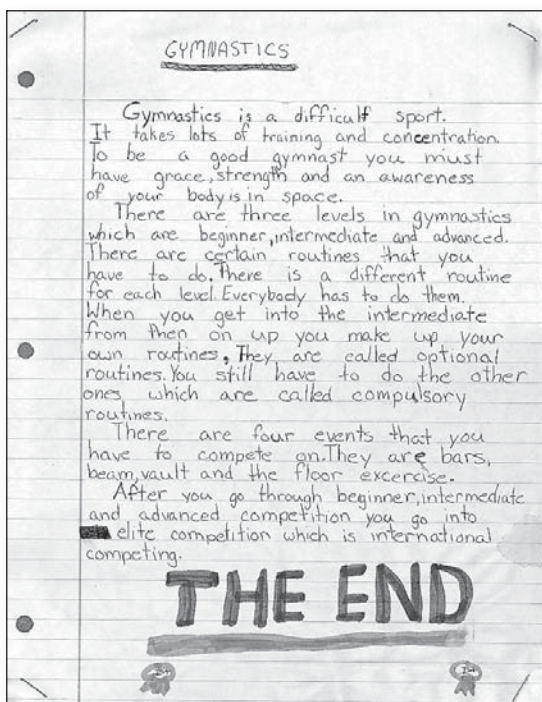 GYMNASTICS
Gymnastics is a difficult sport.
It takes lots of training and concentration.
To be a good gymnast you must
have grace, strength and an awareness
of your body is in space.
There are three levels in gymnastics
which are beginner, intermediate and advanced.
There are certain routines that you
have to do. There is a different routine
for each level. Everybody has to do them.
When you get into the intermediate
from then on up you make up your
own routines, They are called optional
routines. You still have to do the other
ones, which are called compulsory
routines.
There are four events that you
have to compete on. They are bars,
beam, vault and the floor excercise.
After you go through beginner, intermediate
and advanced competition you go into
elite competition which is international
competing.
THE END
1st 1st